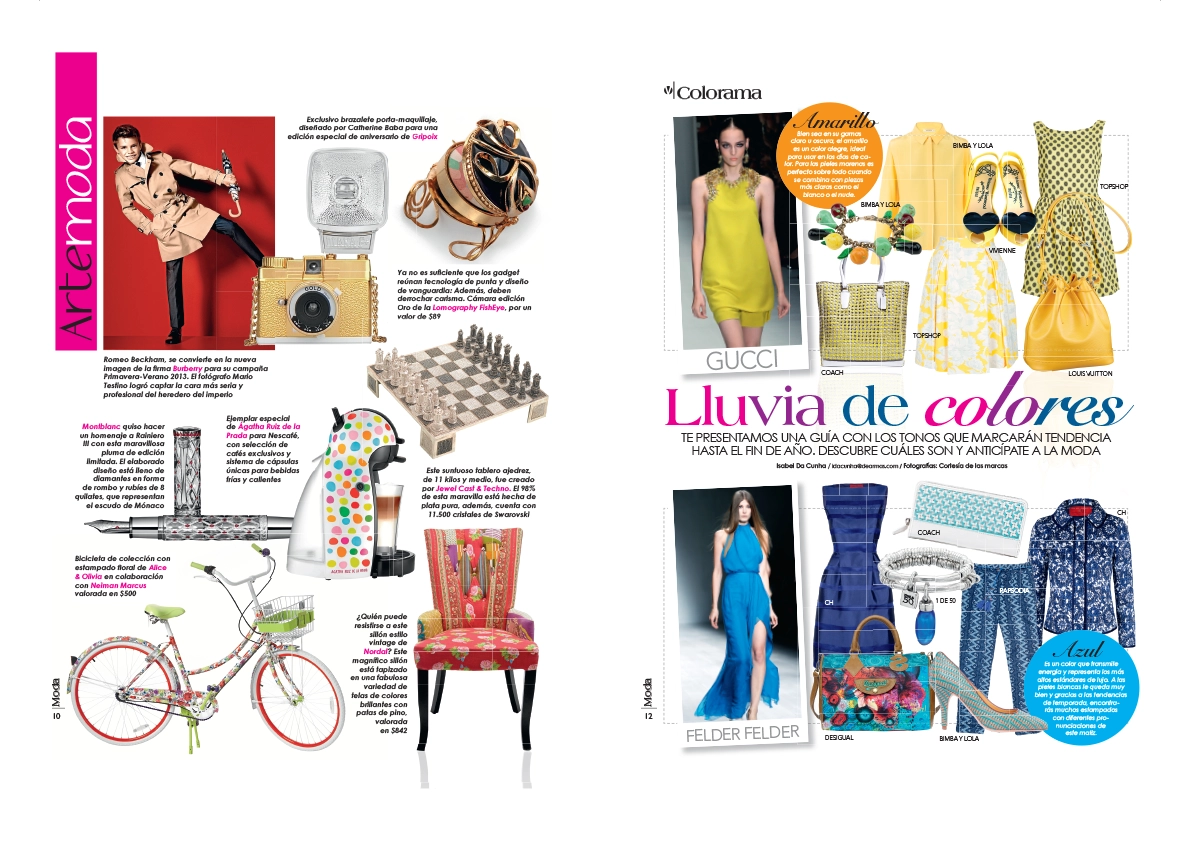 Artemoda
Exclusivo brazalete porta-maquillaje,
diseñado por Catherine Baba para una
edición especial de aniversario de Gripoix
GOLD
Ya no es suficiente que los gadget
reúnan tecnología de punta y diseño
de vanguardia: Además, deben
derrochar carisma. Cámara edición
Oro de la Lomography FishEye, por un
valor de $89
Romeo Beckham, se convierte en la nueva
imagen de la firma Burberry para su campaña
Primavera-Verano 2013. El fotógrafo Mario
Testino logró captar la cara más seria y
profesional del heredero del imperio
Montblanc quiso hacer
un homenaje a Rainiero
III con esta maravillosa
pluma de edición
limitada. El elaborado
diseño está lleno de
diamantes en forma
de rombo y rubíes de 8
quilates, que representan
el escudo de Mónaco
Ejemplar especial
de Ágatha Ruiz de la
Prada para Nescafé,
con selección de
cafés exclusivos y
sistema de cápsulas
únicas para bebidas
frías y calientes
Este suntuoso tablero ajedrez,
de 11 kilos y medio, fue creado
por Jewel Cast & Techno. El 98%
de esta maravilla está hecha de
plata pura, además, cuenta con
11.500 cristales de Swarovski
Bicicleta de colección con
estampado floral de Alice
& Olivia en colaboración
con Neiman Marcus
valorada en $500
¿Quién puede
resistirse a este
sillón estilo
vintage de
Nordal? Este
magnífico sillón
está tapizado
en una fabulosa
variedad de
telas de colores
brillantes con
patas de pino,
valorada
en $842
Moda
10
Colorama
Amarillo
Bien sea en su gamas
claro u oscura, el amarillo
es un color alegre, ideal
para usar en los días de ca-
lor. Para las pieles morenas es
perfecto sobre todo cuando
se combina con piezas
más claras como el
blanco o el nude.
BIMBA Y LOLA
TOPSHOP
BIMBA Y LOLA
VIVIENNE
TOPSHOP
GUCCI
COACH
LOUIS VUITTON
Lluvia de colores
TE PRESENTAMOS UNA GUÍA CON LOS TONOS QUE MARCARÁN TENDENCIA
HASTA EL FIN DE AÑO. DESCUBRE CUÁLES SON Y ANTICÍPATE A LA MODA
Isabel Da Cunha / idacunha@dearmas.com / Fotografías: Cortesía de las marcas
CH
COACH
RAPSODIA
CH
1 DE 50
Azul
Es un color que transmite
energía y representa los más
altos estándares de lujo. A las
pieles blancas le queda muy
bien y gracias a las tendencias
de temporada, encontra-
rás muchos estampados
con diferentes pro-
nunciaciones de
este matiz.
FELDER FELDER
DESIGUAL
BIMBA Y LOLA
Moda
12